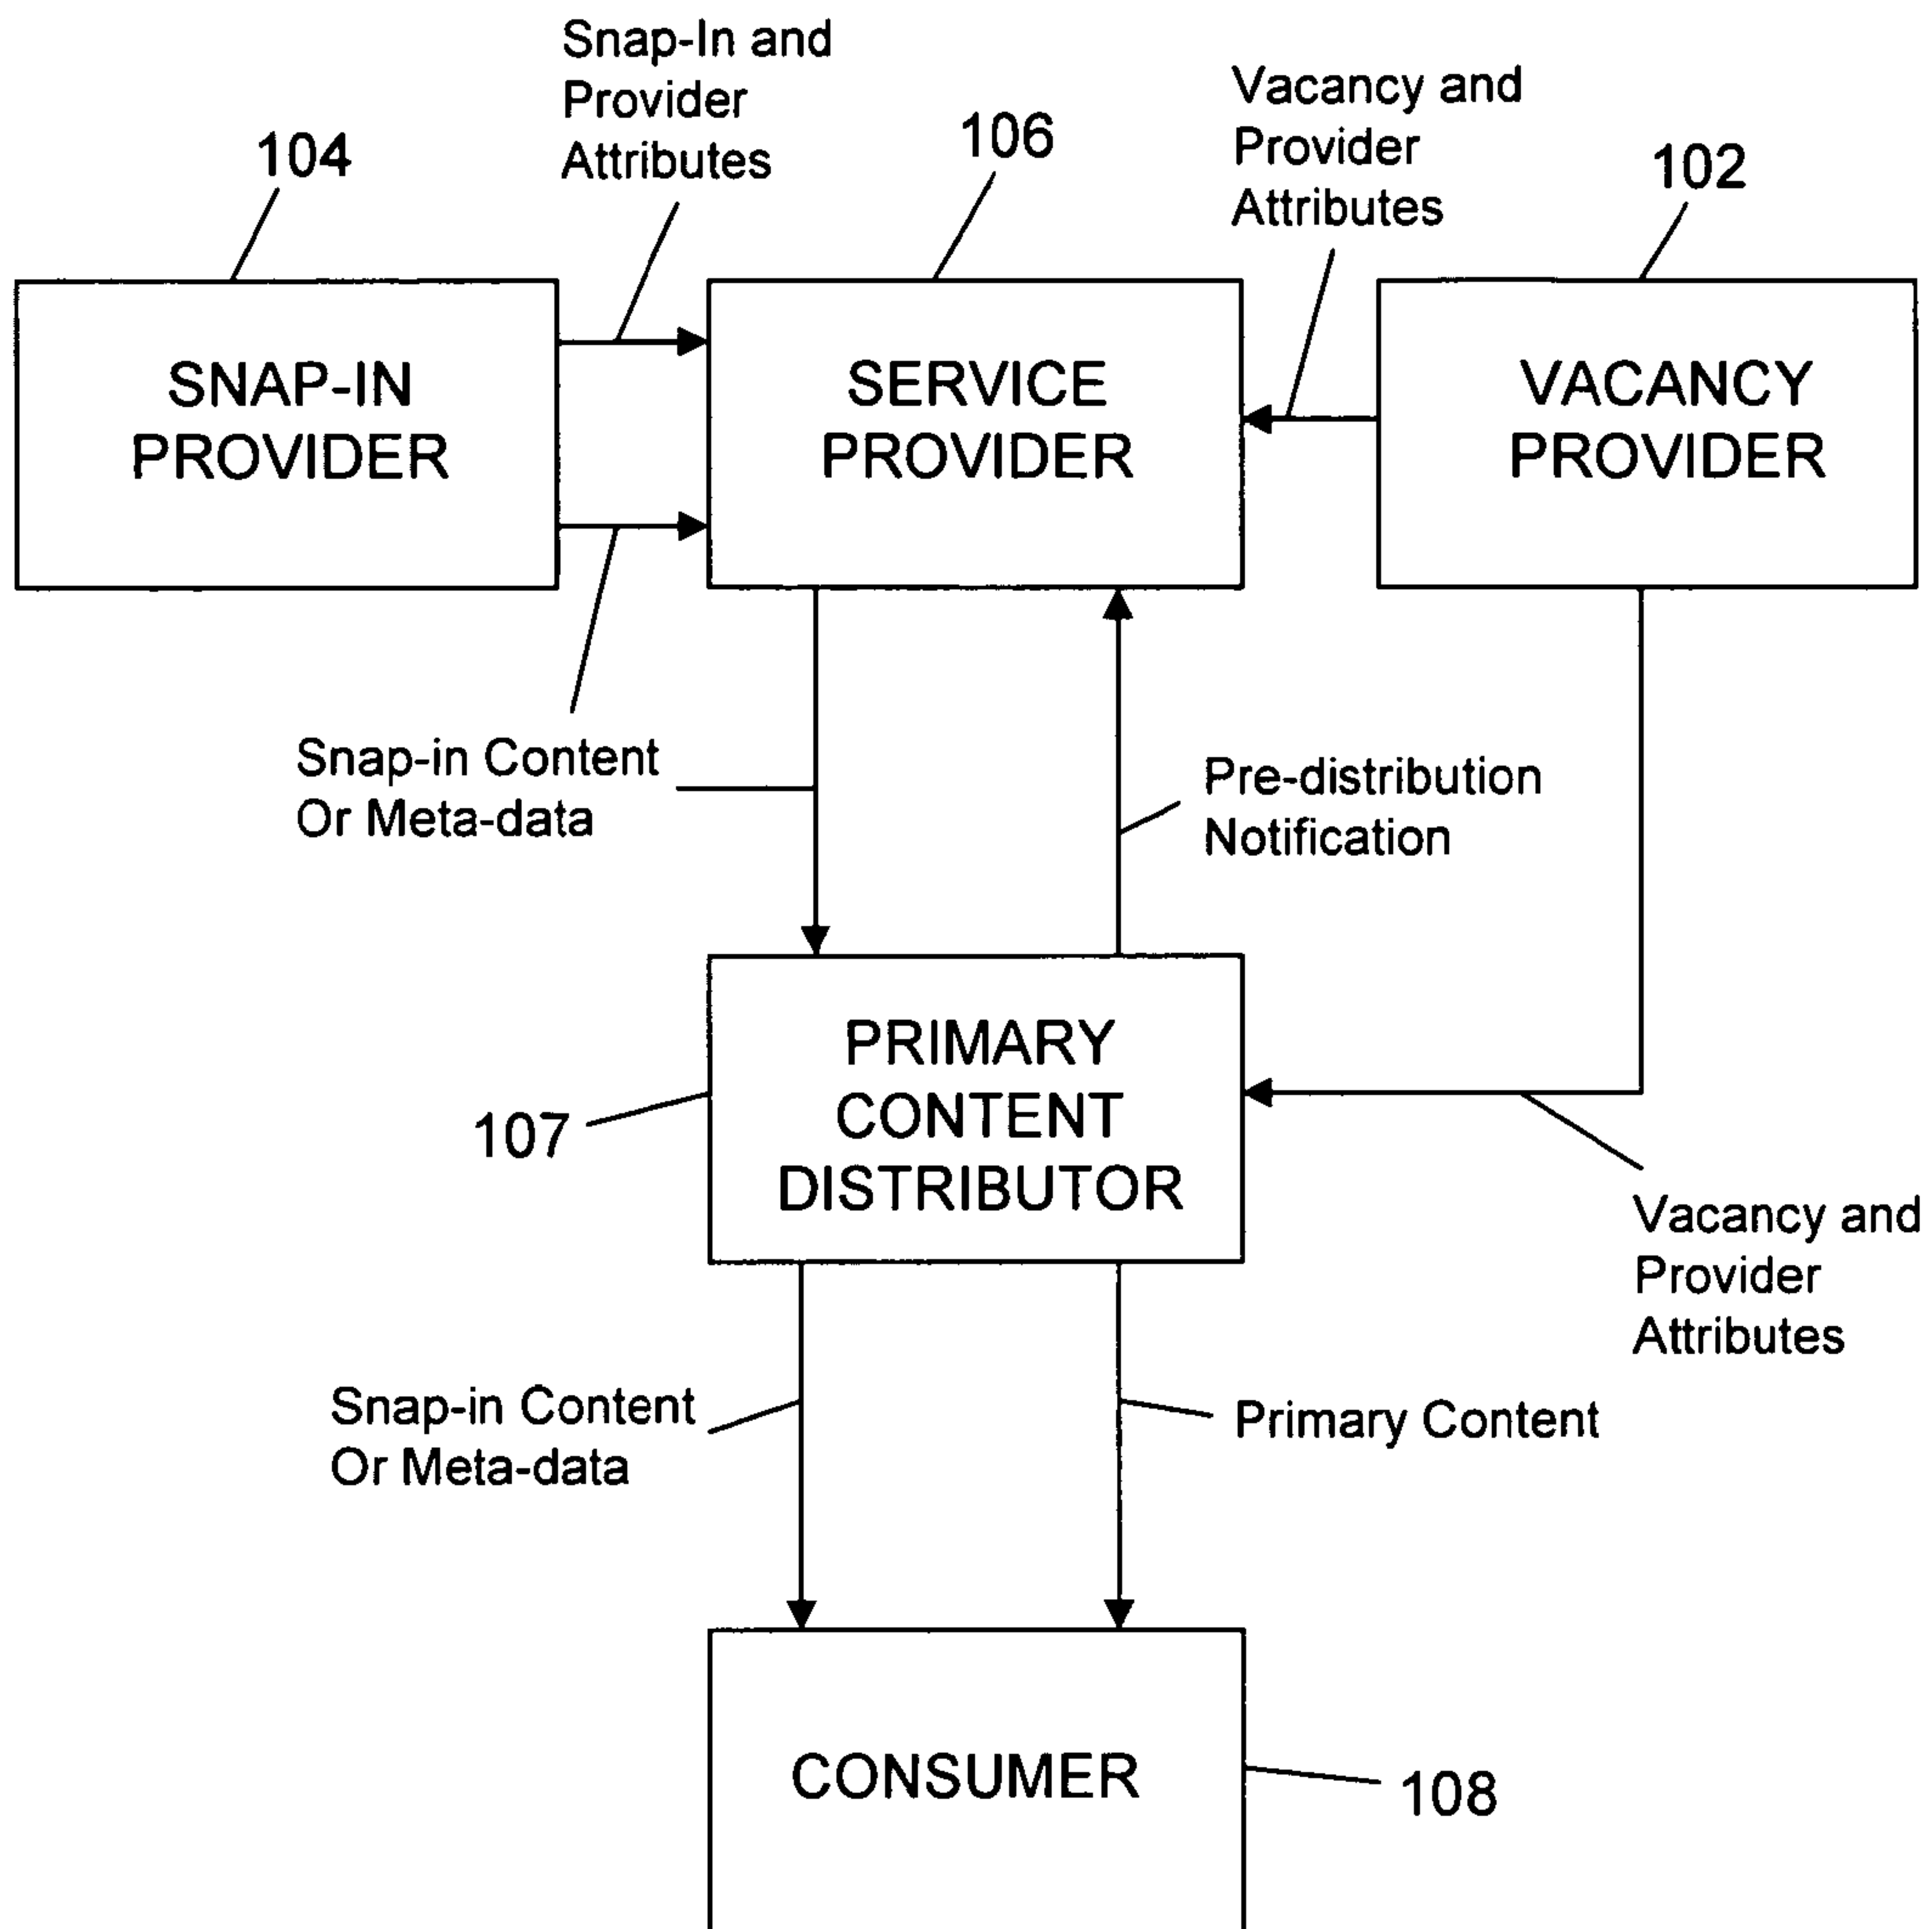 Snap-In and
Provider
Attributes
Vacancy and
Provider
Attributes
104
106
102
SNAP-IN
PROVIDER
SERVICE
PROVIDER
VACANCY
PROVIDER
Snap-in Content
Or Meta-data
Pre-distribution
Notification
PRIMARY
CONTENT
DISTRIBUTOR
107
Vacancy and
Provider
Attributes
Snap-in Content
Or Meta-data
Primary Content
CONSUMER
108